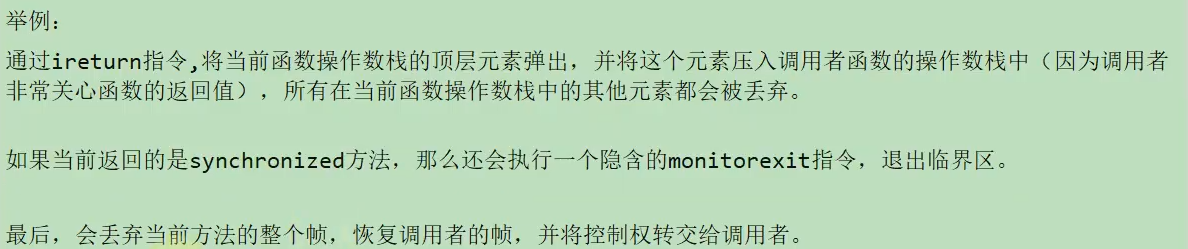 举例：
通过ireturn指令,将当前函数操作数栈的顶层元素弹出，并将这个元素压入调用者函数的操作数栈中（因为调用者
非常关心函数的返回值），所有在当前函数操作数栈中的其他元素都会被丢弃。
如果当前返回的是synchronized方法，那么还会执行一个隐含的monitorexit指令，退出临界区。
最后，会丢弃当前方法的整个帧，恢复调用者的帧，并将控制权转交给调用者。